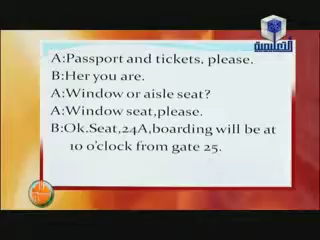 التعليمية
A:Passport and tickets, please.
B:Her you are.
A:Window or aisle seat?
A:Window seat,please.
B:Ok.Seat,24A,boarding will be at
10 o'clock from gate 25.